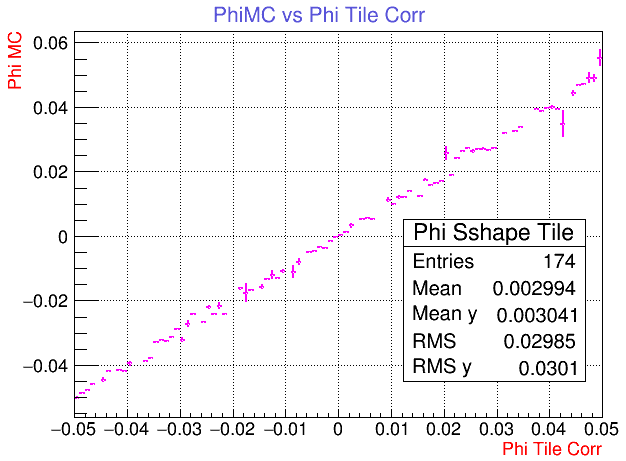 PhiMC vs Phi Tile Corr
Phi MC
0.06
0.04
0.02
0
−0.02
−0.04
Phi Sshape Tile
Entries 174
Mean 0.002994
Mean y 0.003041
RMS 0.02985
RMS y 0.0301
−0.05 −0.04 −0.03 −0.02 −0.01 0 0.01 0.02 0.03 0.04 0.05
Phi Tile Corr